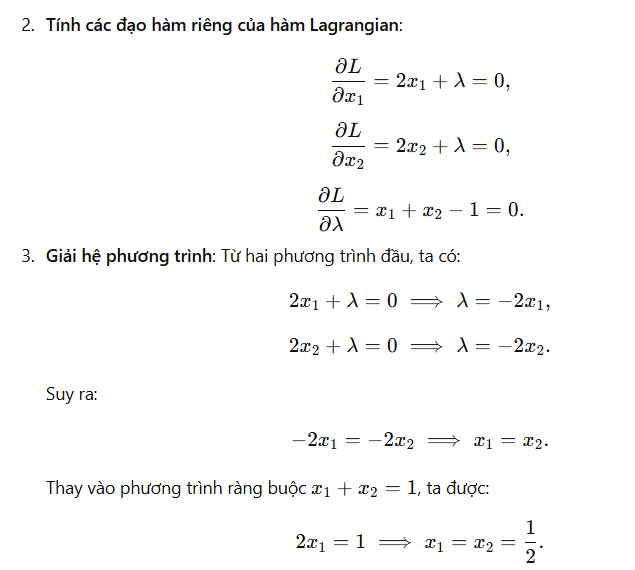 2. Tính các đạo hàm riêng của hàm Lagrangian:
∂L/∂x₁ = 2x₁ + λ = 0,
∂L/∂x₂ = 2x₂ + λ = 0,
∂L/∂λ = x₁ + x₂ − 1 = 0.
3. Giải hệ phương trình: Từ hai phương trình đầu, ta có:
2x₁ + λ = 0 ⟹ λ = −2x₁,
2x₂ + λ = 0 ⟹ λ = −2x₂.
Suy ra:
−2x₁ = −2x₂ ⟹ x₁ = x₂.
Thay vào phương trình ràng buộc x₁ + x₂ = 1, ta được:
2x₁ = 1 ⟹ x₁ = x₂ = 1/2.